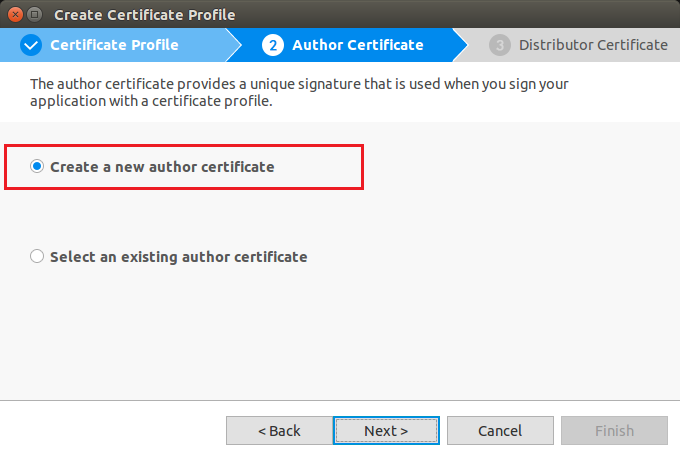 Create Certificate Profile
Certificate Profile
2 Author Certificate
3 Distributor Certificate
The author certificate provides a unique signature that is used when you sign your
application with a certificate profile.
Create a new author certificate
Select an existing author certificate
< Back
Next >
Cancel
Finish